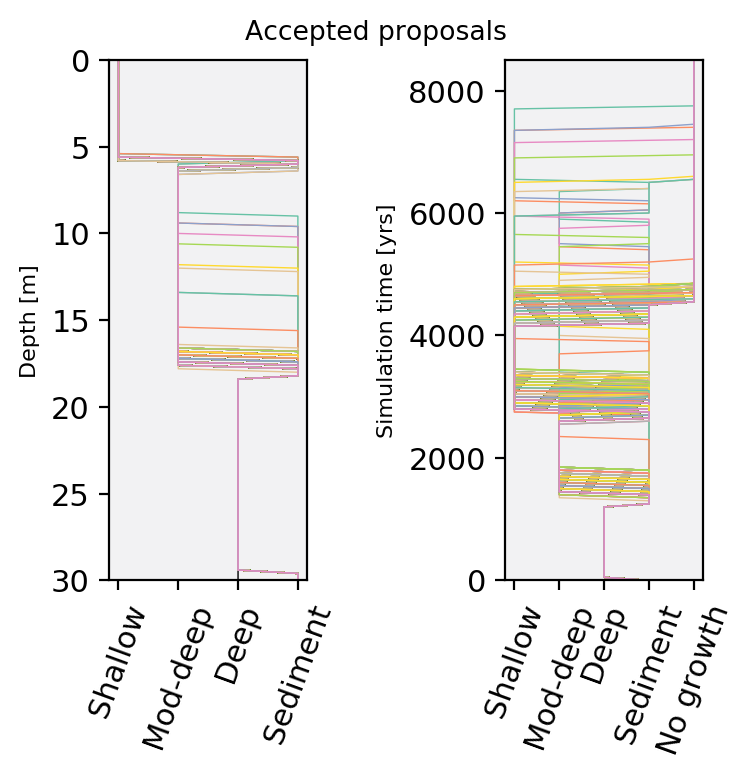 Accepted proposals
Depth [m]
0
5
10
15
20
25
30
Shallow
Mod-deep
Deep
Sediment
Simulation time [yrs]
8000
6000
4000
2000
0
Shallow
Mod-deep
Deep
Sediment
No growth